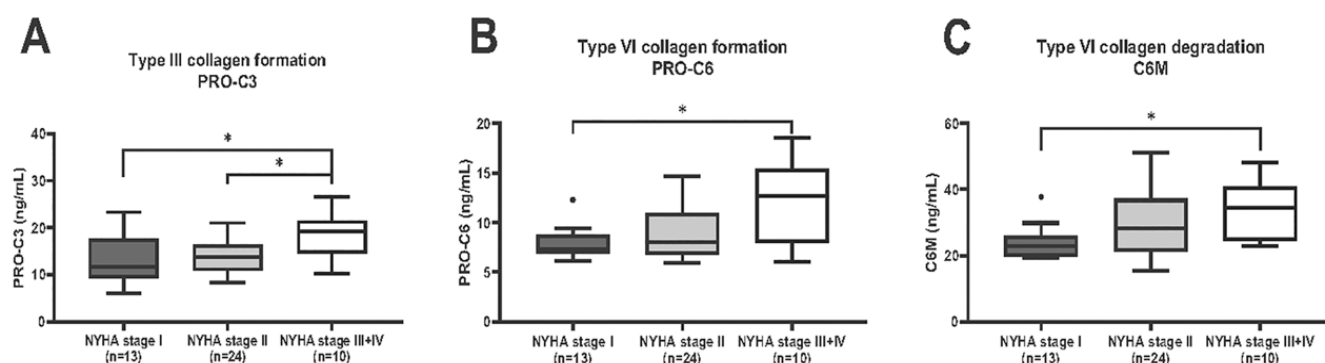 A
Type III collagen formation
PRO-C3
PRO-C3 (ng/mL)
40
30
20
10
0
*
*
NYHA stage I
(n=13)
NYHA stage II
(n=24)
NYHA stage III+IV
(n=10)
B
Type VI collagen formation
PRO-C6
PRO-C6 (ng/mL)
20
15
10
5
0
*
NYHA stage I
(n=13)
NYHA stage II
(n=24)
NYHA stage III+IV
(n=10)
C
Type VI collagen degradation
C6M
C6M (ng/mL)
60
40
20
0
*
NYHA stage I
(n=13)
NYHA stage II
(n=24)
NYHA stage III+IV
(n=10)